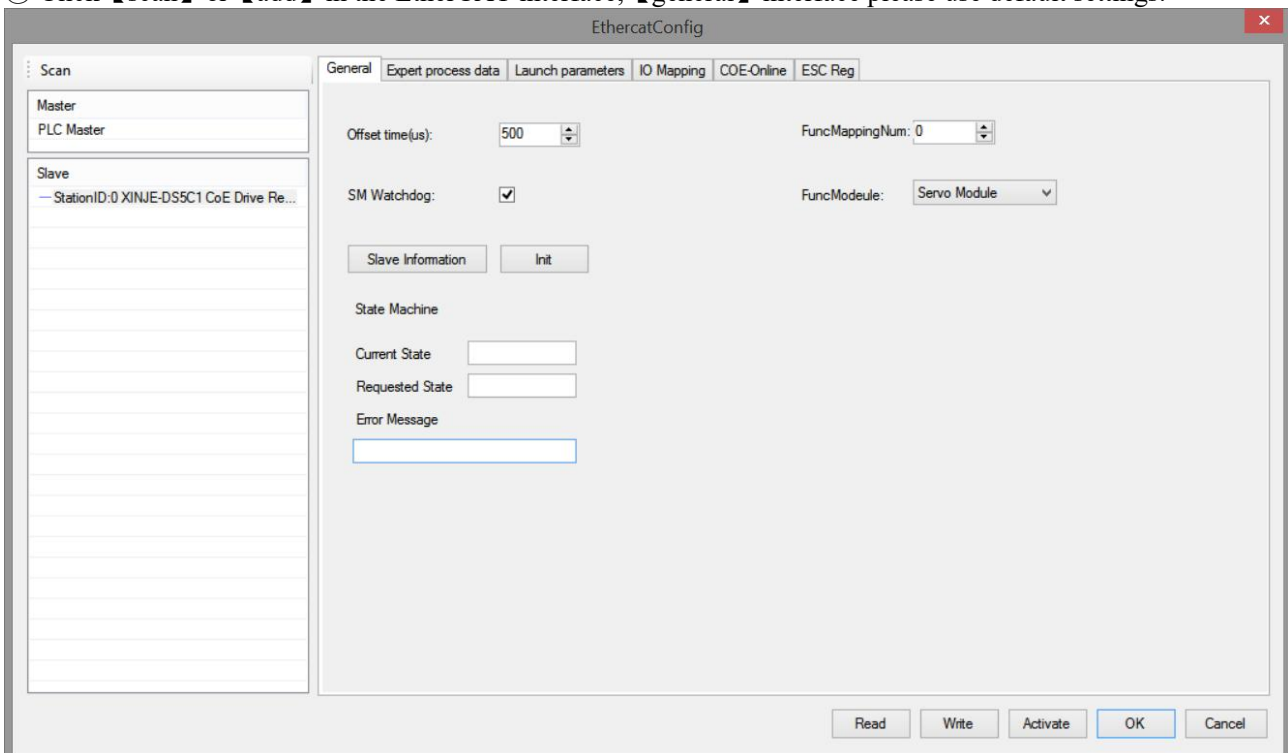 EthercatConfig
Scan
Master
PLC Master
Slave
StationID:0 XINJE-DS5C1 CoE Drive Re...
General Expert process data Launch parameters IO Mapping COE-Online ESC Reg
Offset time(us): 500 FuncMappingNum: 0
SM Watchdog: FuncModeule: Servo Module
Slave Information Init
State Machine
Current State
Requested State
Error Message
Read Write Activate OK Cancel